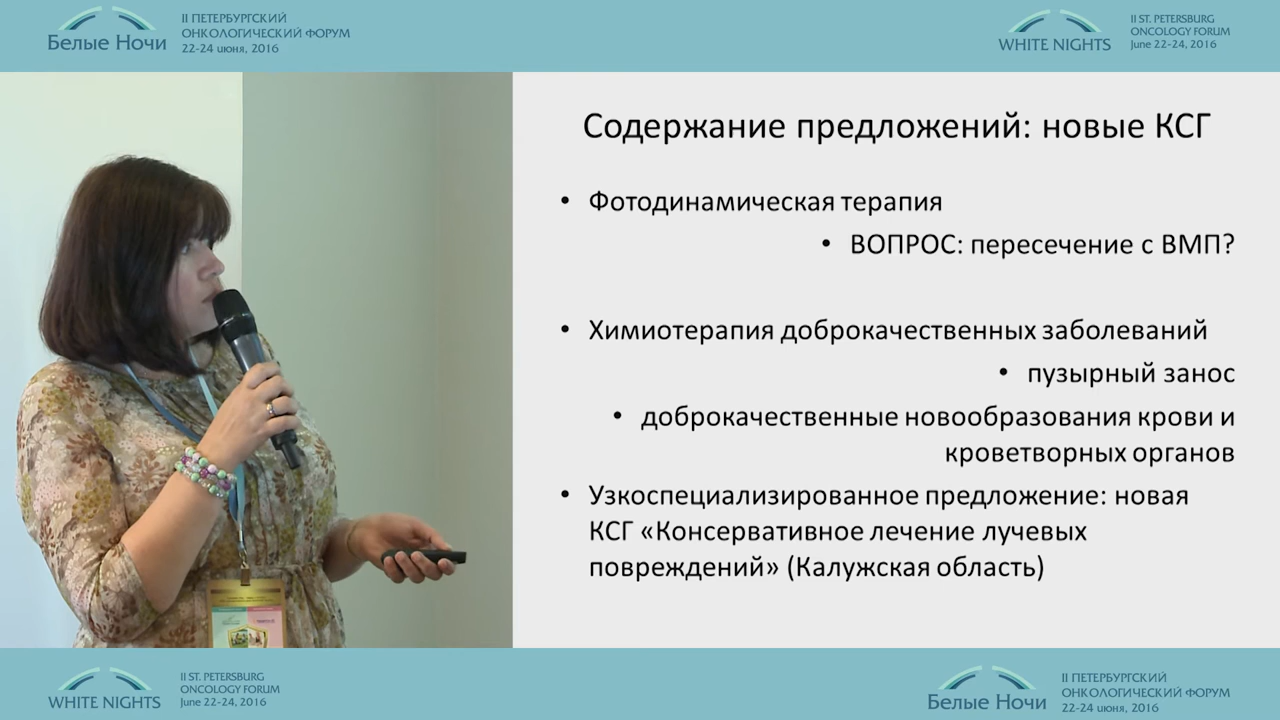 Белые Ночи
II ПЕТЕРБУРГСКИЙ
ОНКОЛОГИЧЕСКИЙ ФОРУМ
22-24 июня, 2016
WHITE NIGHTS
II ST. PETERSBURG
ONCOLOGY FORUM
June 22-24, 2016
Содержание предложений: новые КСГ
• Фотодинамическая терапия
• ВОПРОС: пересечение с ВМП?
• Химиотерапия доброкачественных заболеваний
• пузырный занос
• доброкачественные новообразования крови и
кроветворных органов
• Узкоспециализированное предложение: новая
КСГ «Консервативное лечение лучевых
повреждений» (Калужская область)
WHITE NIGHTS
II ST. PETERSBURG
ONCOLOGY FORUM
June 22-24, 2016
Белые Ночи
II ПЕТЕРБУРГСКИЙ
ОНКОЛОГИЧЕСКИЙ ФОРУМ
22-24 июня, 2016